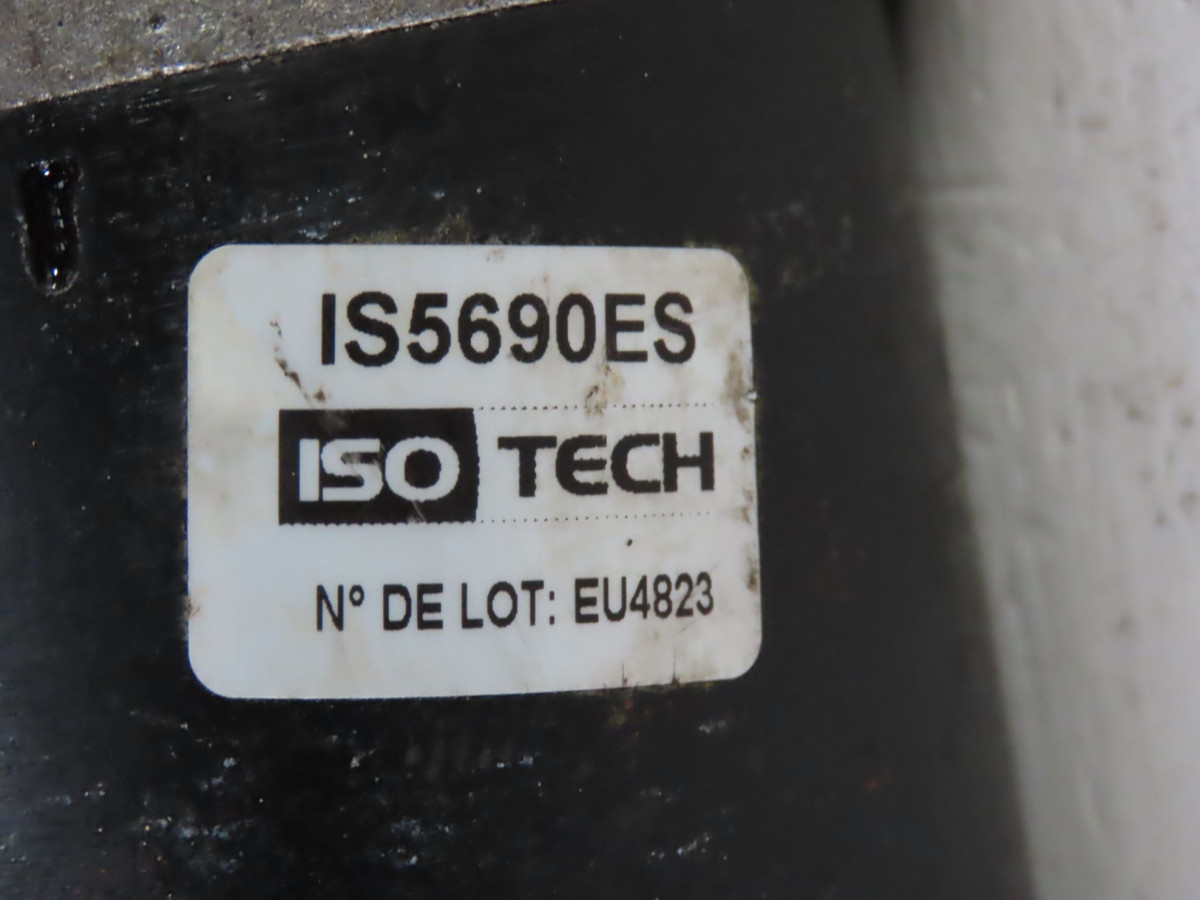 IS5690ES
ISO TECH
N° DE LOT: EU4823